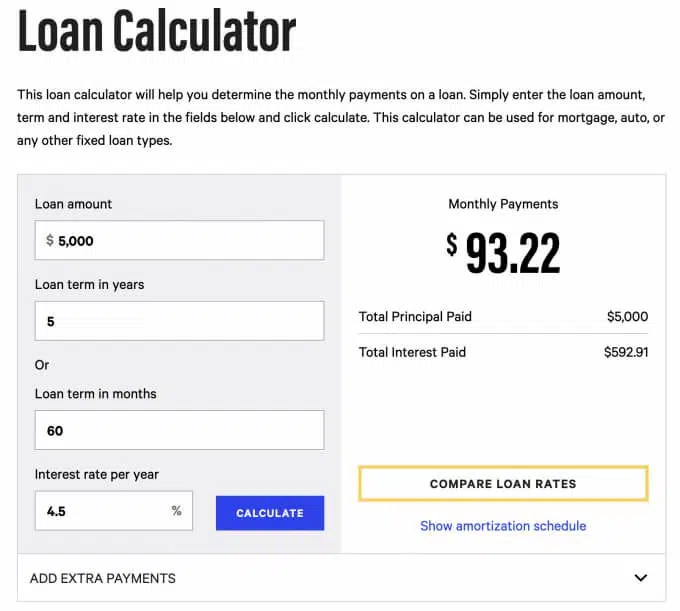 Loan Calculator
This loan calculator will help you determine the monthly payments on a loan. Simply enter the loan amount,
term and interest rate in the fields below and click calculate. This calculator can be used for mortgage, auto, or
any other fixed loan types.
Loan amount
$ 5,000
Loan term in years
5
Or
Loan term in months
60
Interest rate per year
4.5 %
CALCULATE
Monthly Payments
$ 93.22
Total Principal Paid $5,000
Total Interest Paid $592.91
COMPARE LOAN RATES
Show amortization schedule
ADD EXTRA PAYMENTS